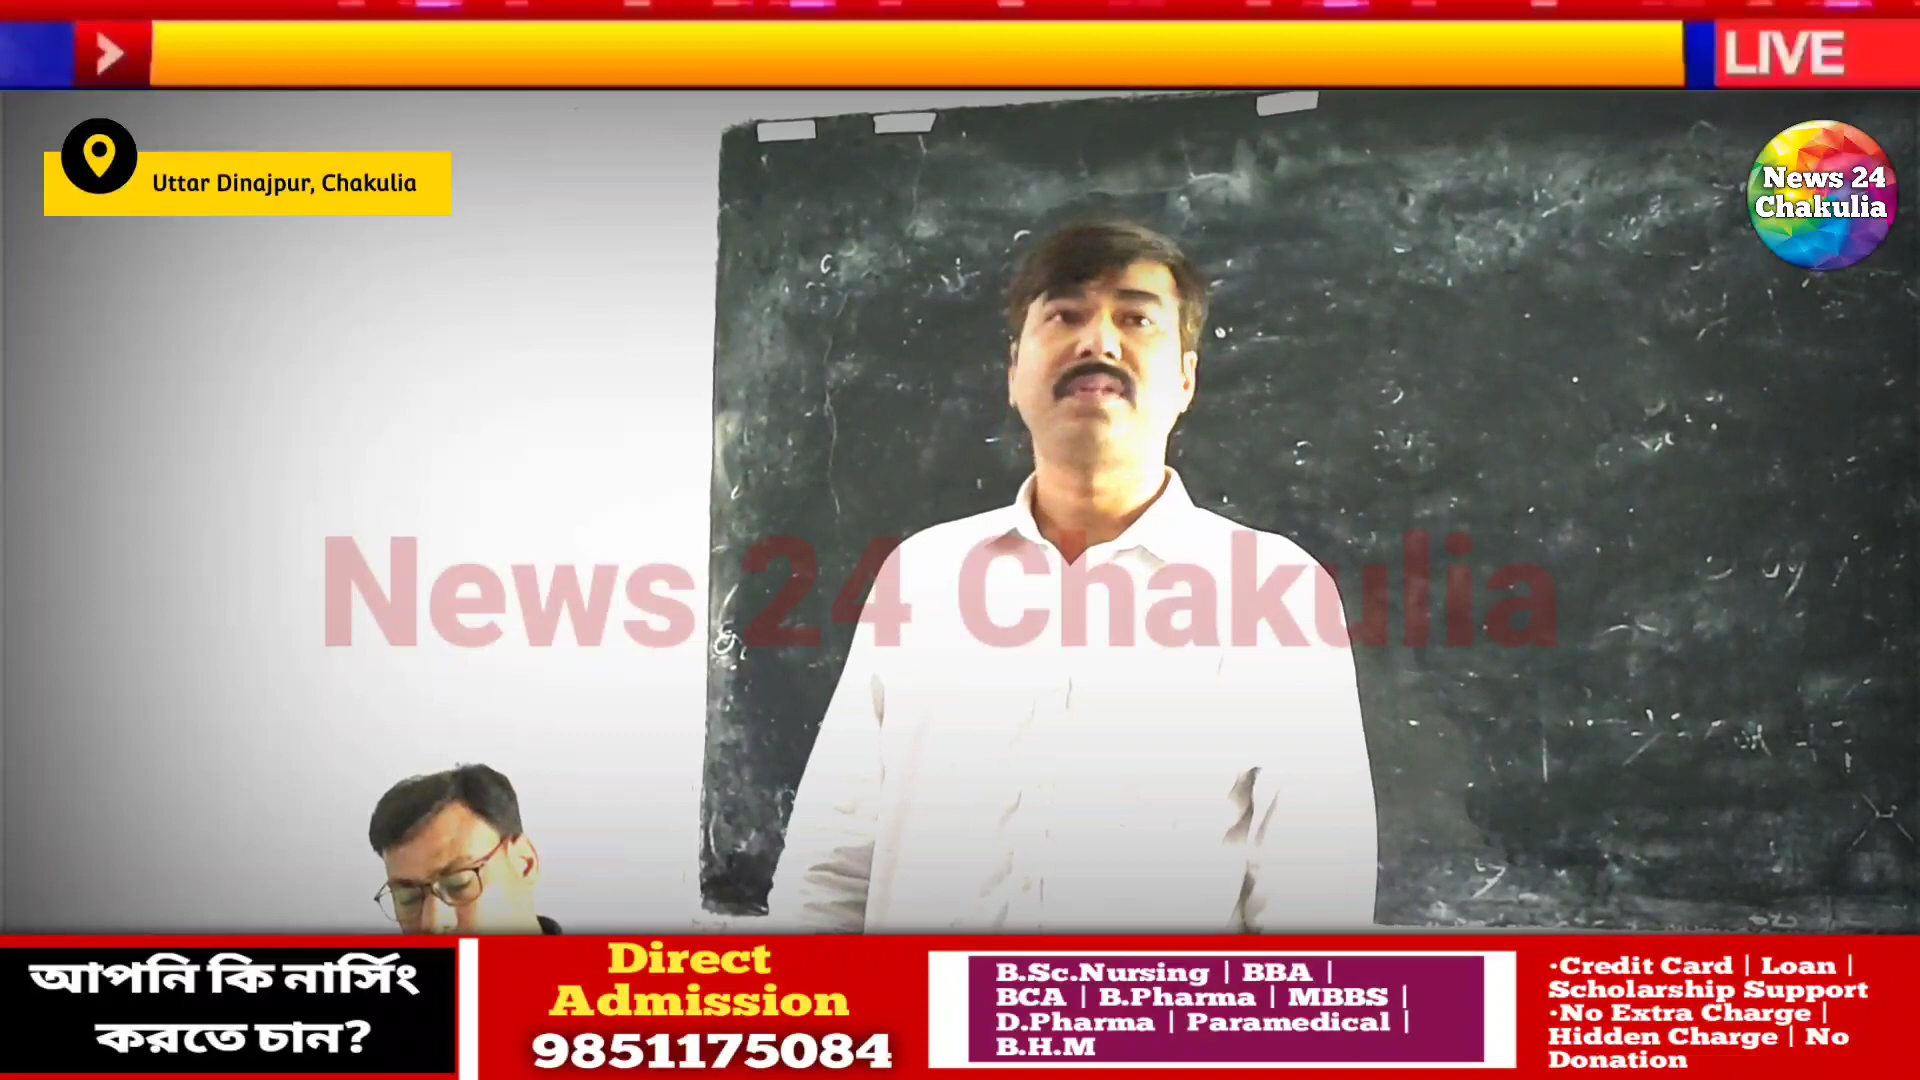 LIVE
Uttar Dinajpur, Chakulia
News 24
Chakulia
News 24 Chakulia
আপনি কি নার্সিং
করতে চান?
Direct
Admission
9851175084
B.Sc.Nursing | BBA |
BCA | B.Pharma | MBBS |
D.Pharma | Paramedical |
B.H.M
•Credit Card | Loan |
Scholarship Support
•No Extra Charge |
Hidden Charge | No
Donation